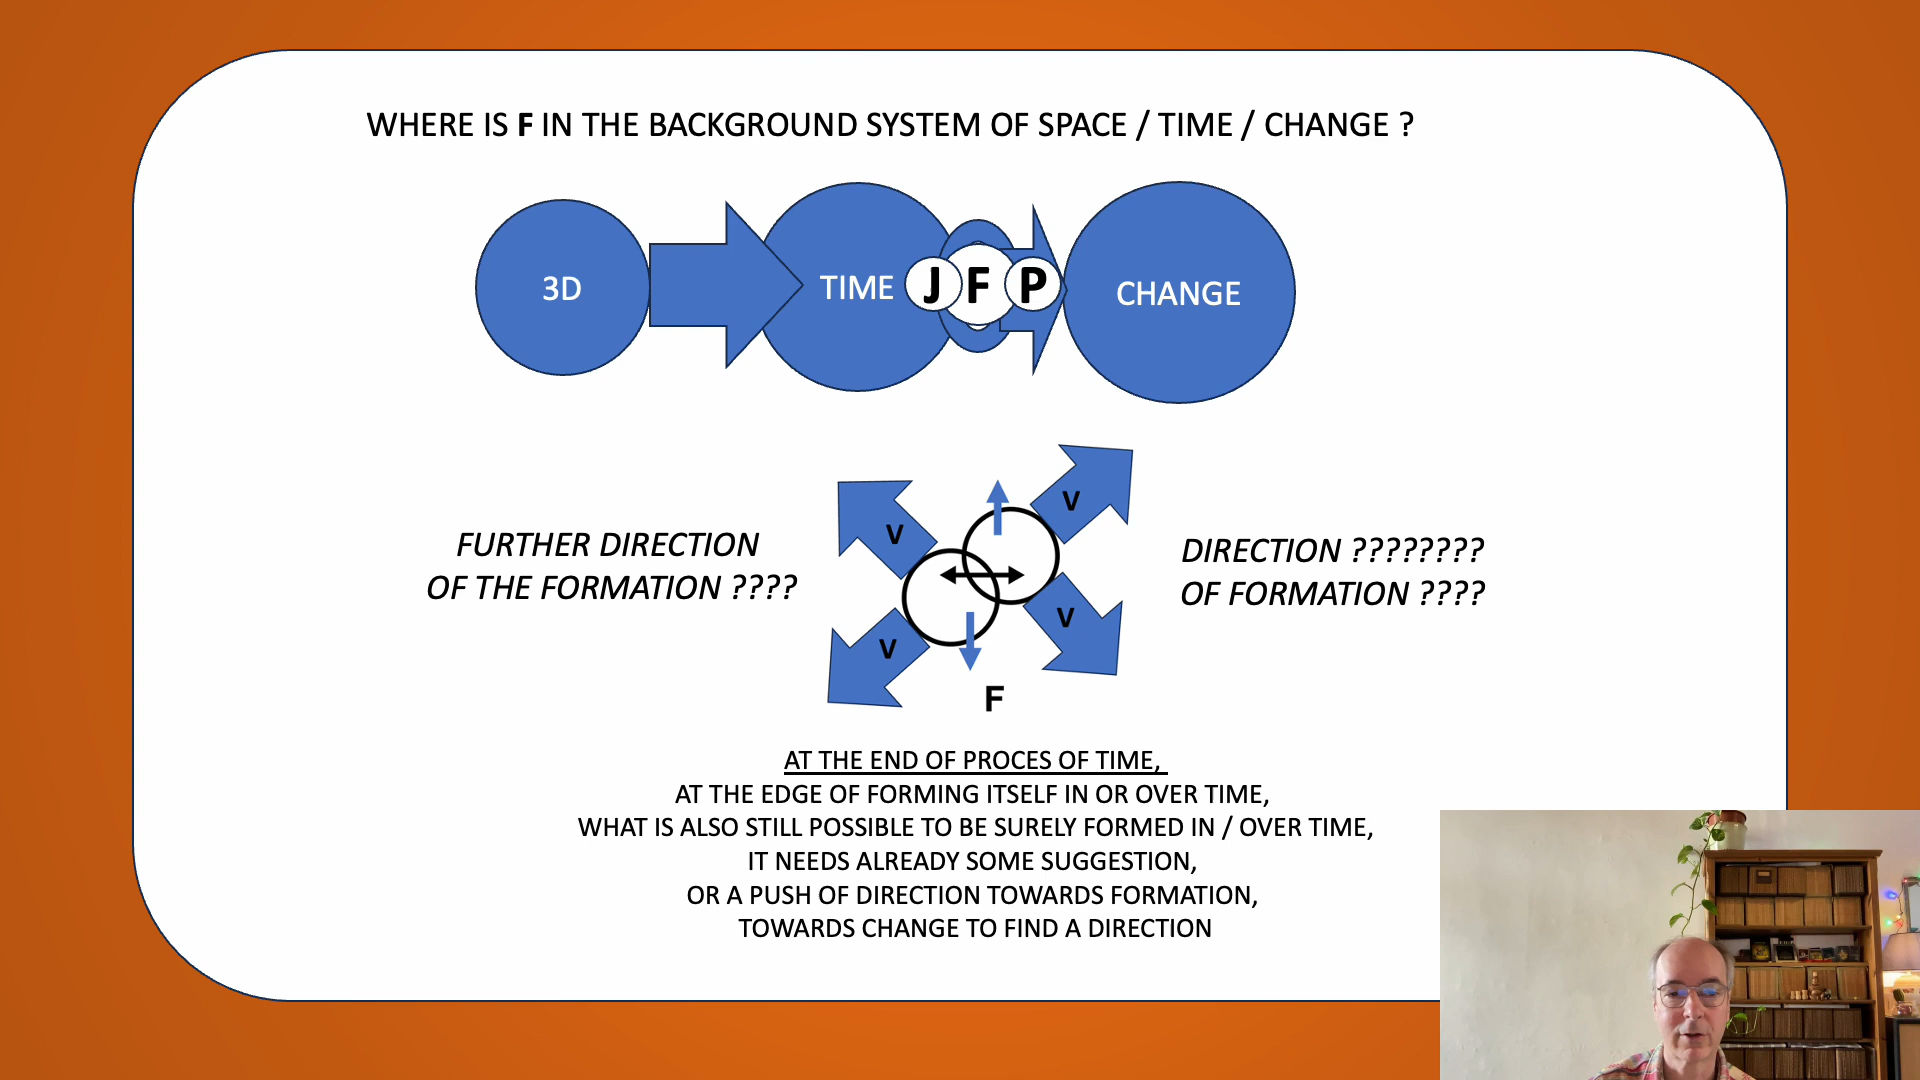 WHERE IS F IN THE BACKGROUND SYSTEM OF SPACE / TIME / CHANGE ?
3D
TIME
J
F
P
CHANGE
V
V
FURTHER DIRECTION
OF THE FORMATION ????
DIRECTION ????????
OF FORMATION ????
V
V
F
AT THE END OF PROCES OF TIME,
AT THE EDGE OF FORMING ITSELF IN OR OVER TIME,
WHAT IS ALSO STILL POSSIBLE TO BE SURELY FORMED IN / OVER TIME,
IT NEEDS ALREADY SOME SUGGESTION,
OR A PUSH OF DIRECTION TOWARDS FORMATION,
TOWARDS CHANGE TO FIND A DIRECTION